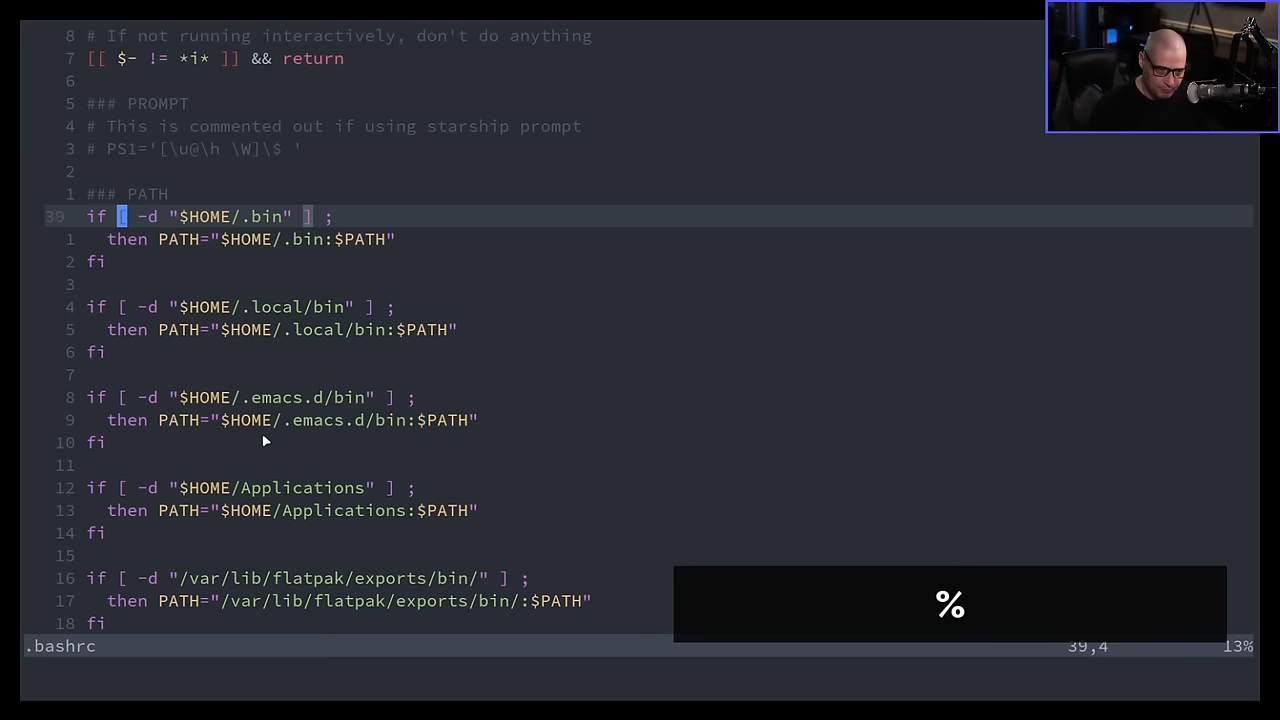 8 # If not running interactively, don't do anything
7 [[ $- != *i* ]] && return
6
5 ### PROMPT
4 # This is commented out if using starship prompt
3 # PS1='[\u@\h \W]\$ '
2
1 ### PATH
39 if [ -d "$HOME/.bin" ] ;
1 then PATH="$HOME/.bin:$PATH"
2 fi
3
4 if [ -d "$HOME/.local/bin" ] ;
5 then PATH="$HOME/.local/bin:$PATH"
6 fi
7
8 if [ -d "$HOME/.emacs.d/bin" ] ;
9 then PATH="$HOME/.emacs.d/bin:$PATH"
10 fi
11
12 if [ -d "$HOME/Applications" ] ;
13 then PATH="$HOME/Applications:$PATH"
14 fi
15
16 if [ -d "/var/lib/flatpak/exports/bin/" ] ;
17 then PATH="/var/lib/flatpak/exports/bin/:$PATH"
18 fi
%
.bashrc 39,4 13%